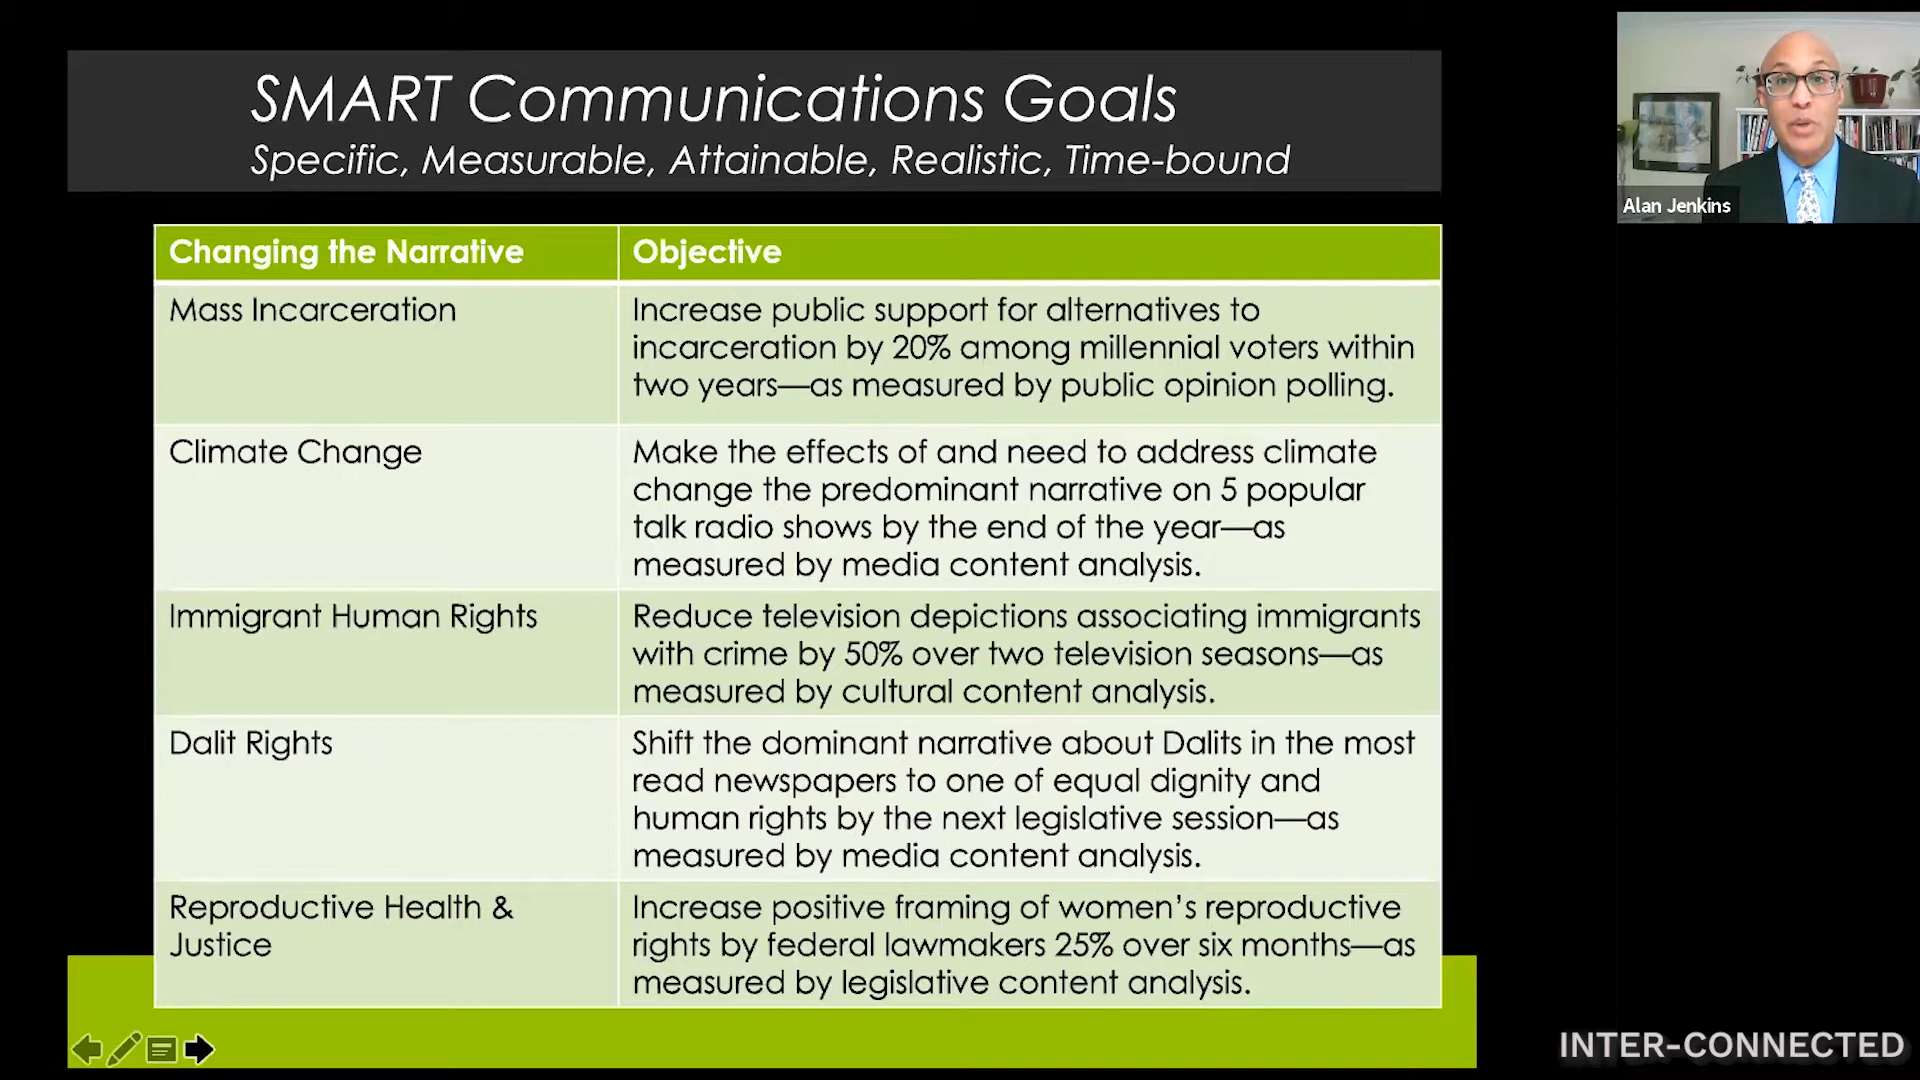 SMART Communications Goals
Specific, Measurable, Attainable, Realistic, Time-bound
Changing the Narrative
Objective
Mass Incarceration
Increase public support for alternatives to
incarceration by 20% among millennial voters within
two years—as measured by public opinion polling.
Climate Change
Make the effects of and need to address climate
change the predominant narrative on 5 popular
talk radio shows by the end of the year—as
measured by media content analysis.
Immigrant Human Rights
Reduce television depictions associating immigrants
with crime by 50% over two television seasons—as
measured by cultural content analysis.
Dalit Rights
Shift the dominant narrative about Dalits in the most
read newspapers to one of equal dignity and
human rights by the next legislative session—as
measured by media content analysis.
Reproductive Health &
Justice
Increase positive framing of women’s reproductive
rights by federal lawmakers 25% over six months—as
measured by legislative content analysis.
Alan Jenkins
INTER-CONNECTED